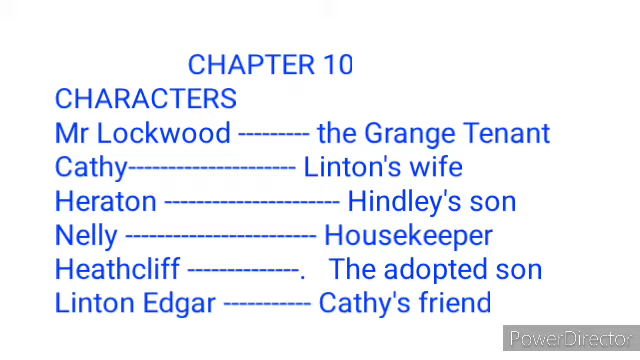 CHAPTER 10
CHARACTERS
Mr Lockwood --------- the Grange Tenant
Cathy--------------------- Linton's wife
Heraton ---------------------- Hindley's son
Nelly ------------------------ Housekeeper
Heathcliff --------------. The adopted son
Linton Edgar ----------- Cathy's friend
PowerDirector